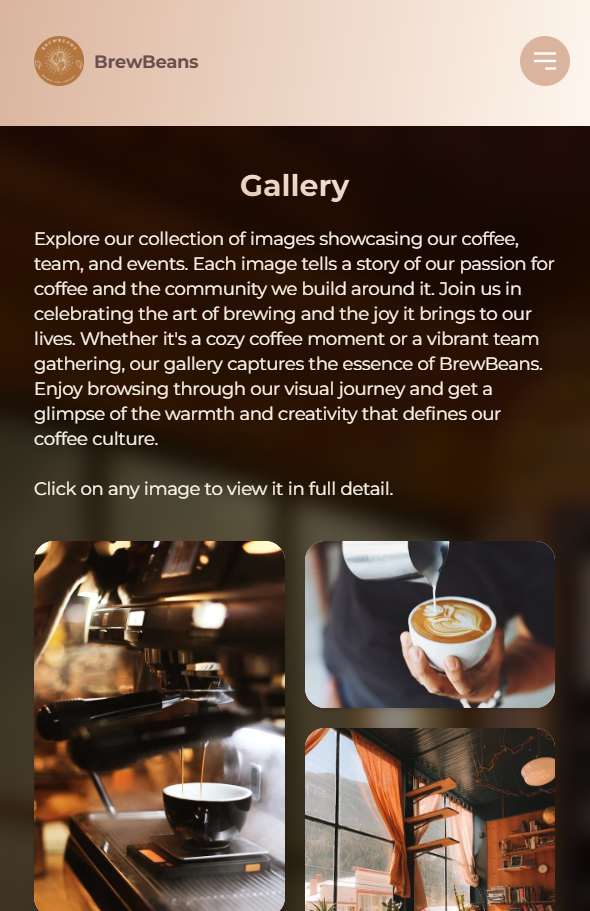 BREWBEANS
BrewBeans
Gallery
Explore our collection of images showcasing our coffee,
team, and events. Each image tells a story of our passion for
coffee and the community we build around it. Join us in
celebrating the art of brewing and the joy it brings to our
lives. Whether it's a cozy coffee moment or a vibrant team
gathering, our gallery captures the essence of BrewBeans.
Enjoy browsing through our visual journey and get a
glimpse of the warmth and creativity that defines our
coffee culture.
Click on any image to view it in full detail.